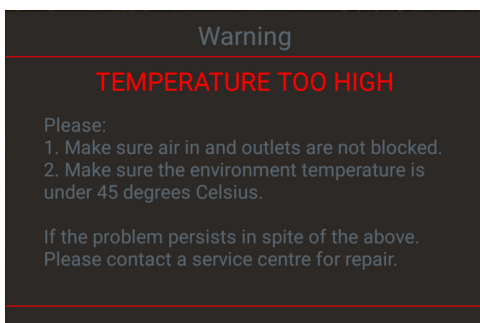 Warning
TEMPERATURE TOO HIGH
Please:
1. Make sure air in and outlets are not blocked.
2. Make sure the environment temperature is
under 45 degrees Celsius.
If the problem persists in spite of the above.
Please contact a service centre for repair.